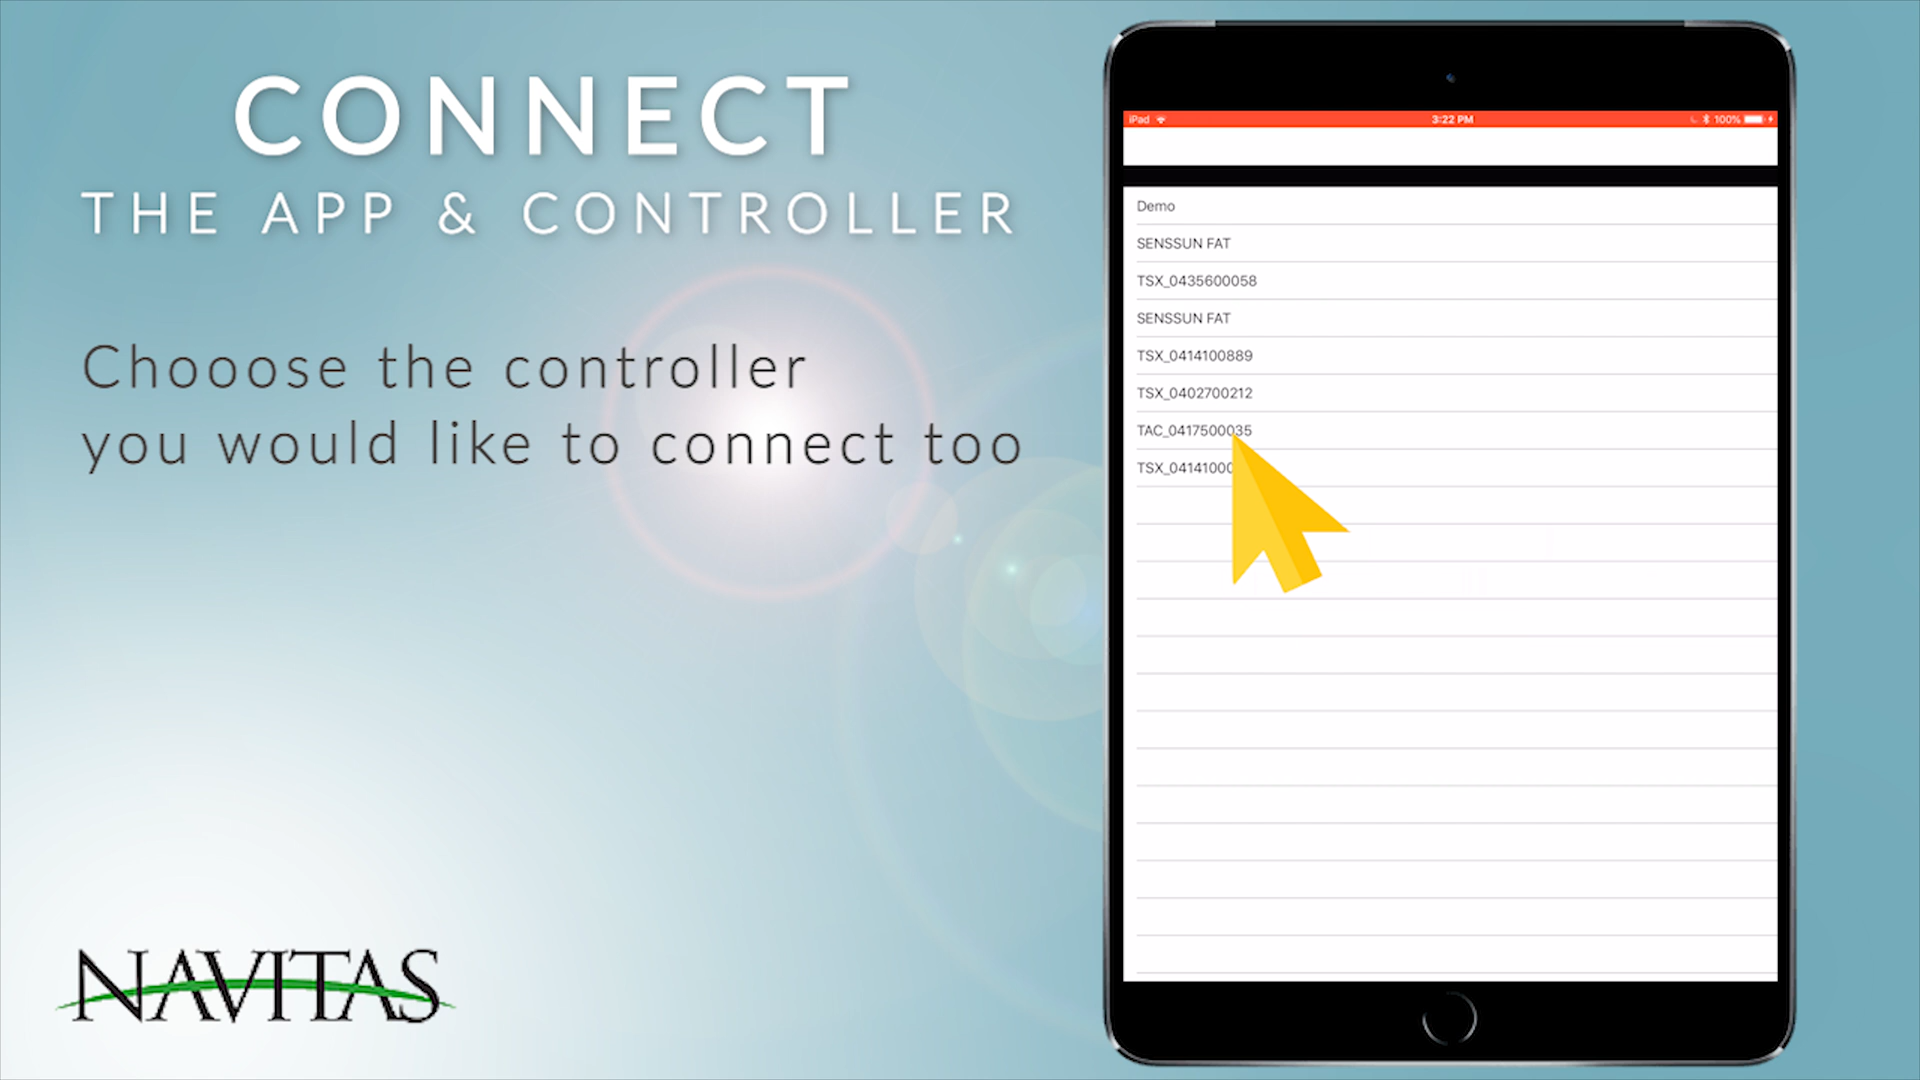 CONNECT
THE APP & CONTROLLER
Chooose the controller
you would like to connect too
NAVITAS
iPad 3:22 PM 100%
Demo
SENSSUN FAT
TSX_0435600058
SENSSUN FAT
TSX_0414100889
TSX_0402700212
TAC_0417500035